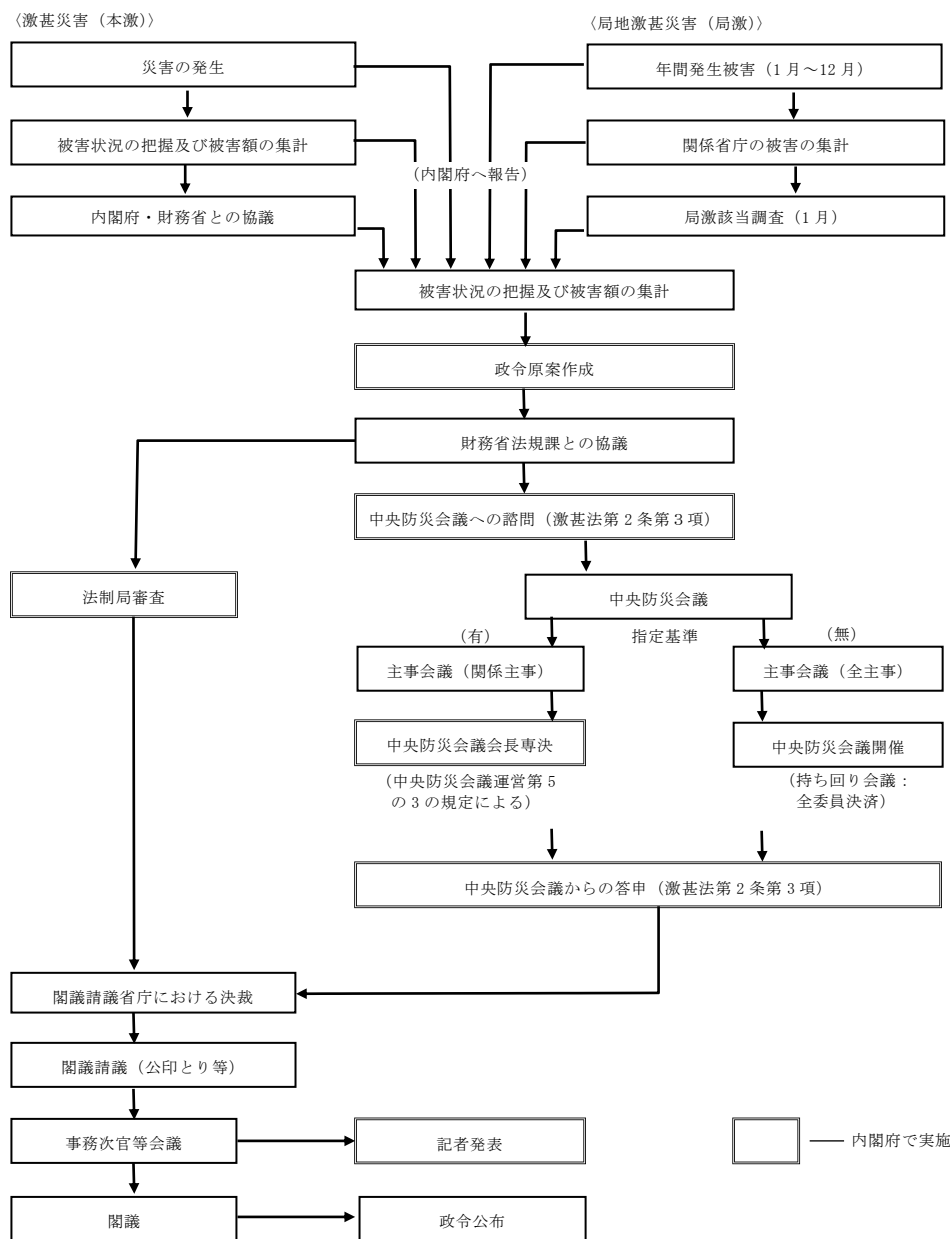 〈激甚災害（本激）〉
〈局地激甚災害（局激）〉
災害の発生
年間発生被害（1月～12月）
被害状況の把握及び被害額の集計
関係省庁の被害の集計
（内閣府へ報告）
内閣府・財務省との協議
局激該当調査（1月）
被害状況の把握及び被害額の集計
政令原案作成
財務省法規課との協議
中央防災会議への諮問（激甚法第2条第3項）
法制局審査
中央防災会議
（有）
指定基準
（無）
主事会議（関係主事）
主事会議（全主事）
中央防災会議会長専決
中央防災会議開催
（中央防災会議運営第5
の3の規定による）
（持ち回り会議：
全委員決済）
中央防災会議からの答申（激甚法第2条第3項）
閣議請議省庁における決裁
閣議請議（公印とり等）
事務次官等会議
記者発表
内閣府で実施
閣議
政令公布